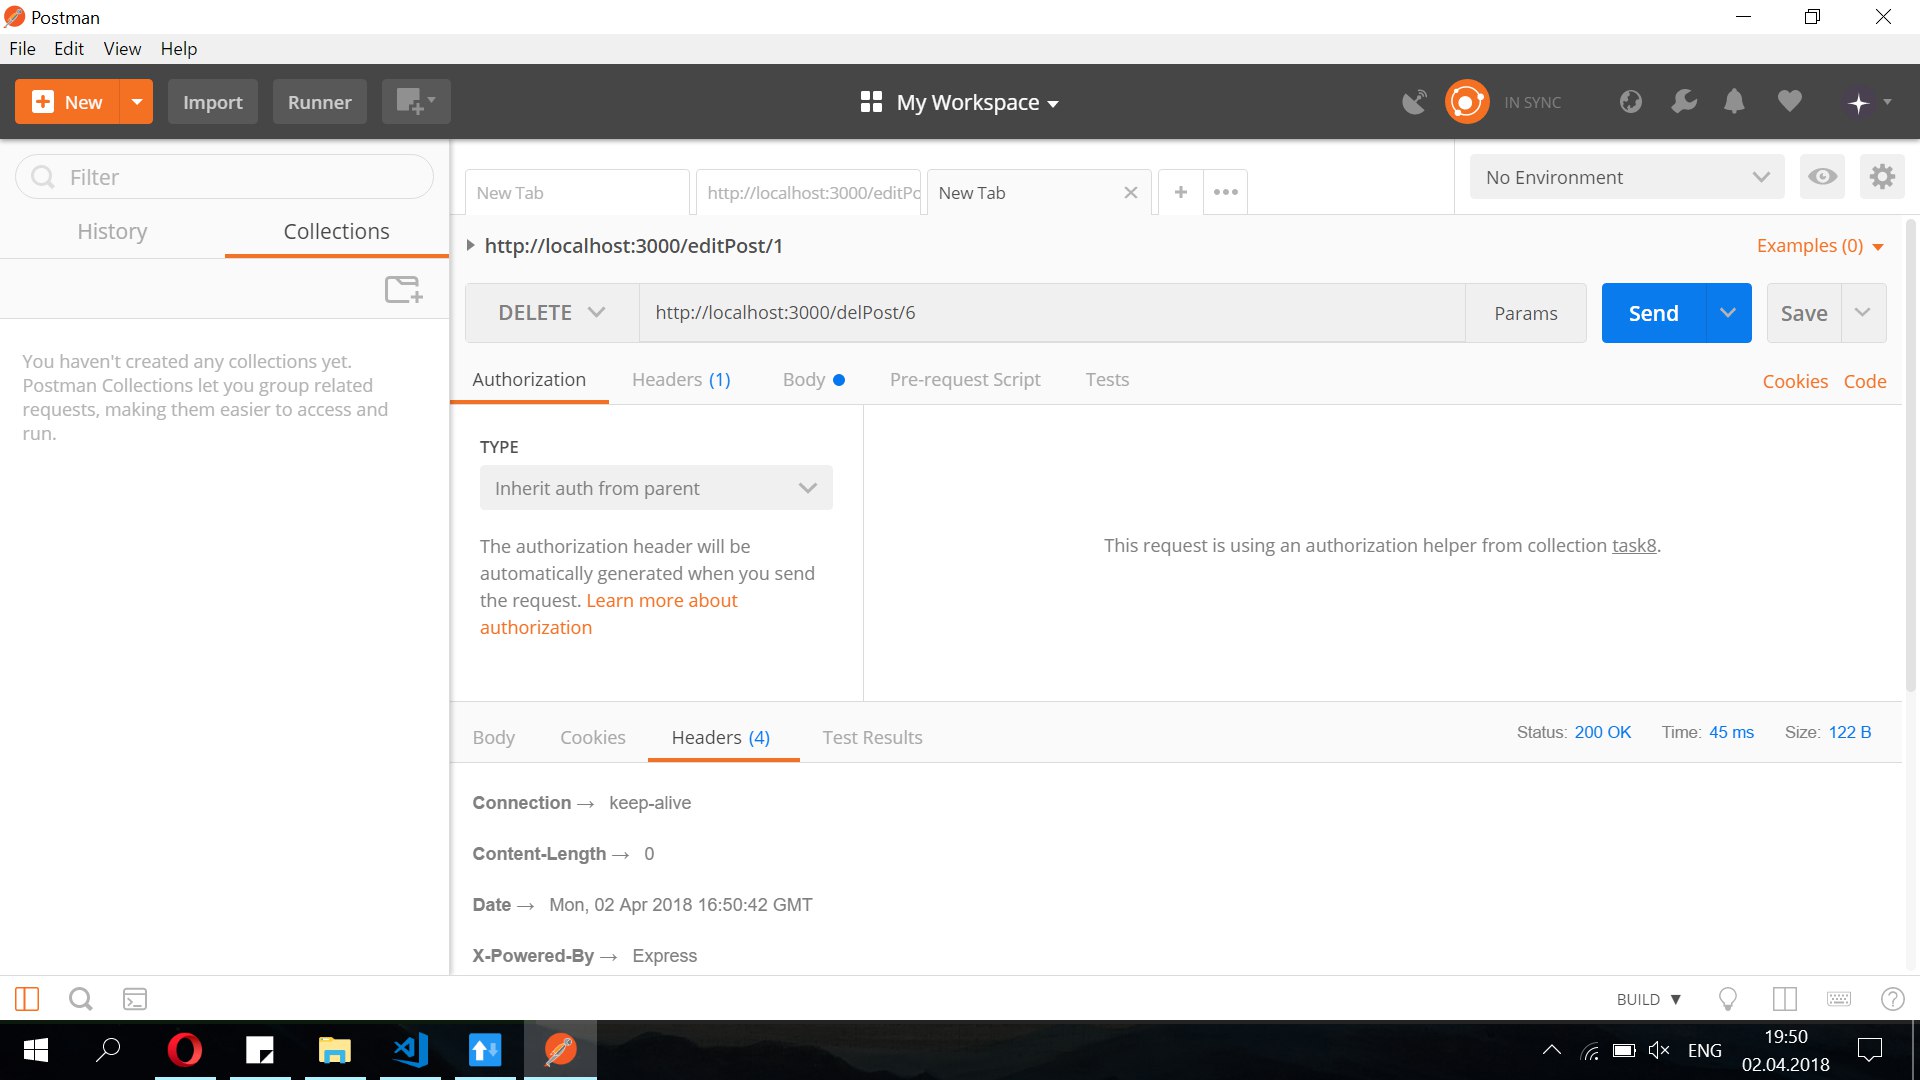 Postman
File Edit View Help
New Import Runner My Workspace IN SYNC
Filter
History Collections
You haven't created any collections yet.
Postman Collections let you group related
requests, making them easier to access and
run.
New Tab http://localhost:3000/editPo New Tab
No Environment
http://localhost:3000/editPost/1
Examples (0)
DELETE http://localhost:3000/delPost/6 Params Send Save
Authorization Headers (1) Body Pre-request Script Tests Cookies Code
TYPE
Inherit auth from parent
The authorization header will be
automatically generated when you send
the request. Learn more about
authorization
This request is using an authorization helper from collection task8.
Body Cookies Headers (4) Test Results Status: 200 OK Time: 45 ms Size: 122 B
Connection → keep-alive
Content-Length → 0
Date → Mon, 02 Apr 2018 16:50:42 GMT
X-Powered-By → Express
BUILD
ENG
19:50
02.04.2018